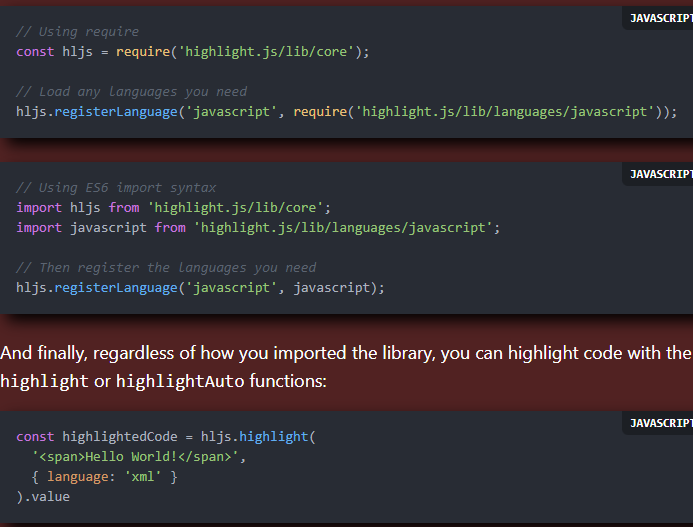 JAVASCRIPT
// Using require
const hljs = require('highlight.js/lib/core');
// Load any languages you need
hljs.registerLanguage('javascript', require('highlight.js/lib/languages/javascript'));
JAVASCRIPT
// Using ES6 import syntax
import hljs from 'highlight.js/lib/core';
import javascript from 'highlight.js/lib/languages/javascript';
// Then register the languages you need
hljs.registerLanguage('javascript', javascript);
And finally, regardless of how you imported the library, you can highlight code with the
highlight or highlightAuto functions:
JAVASCRIPT
const highlightedCode = hljs.highlight(
  '<span>Hello World!</span>',
  { language: 'xml' }
).value